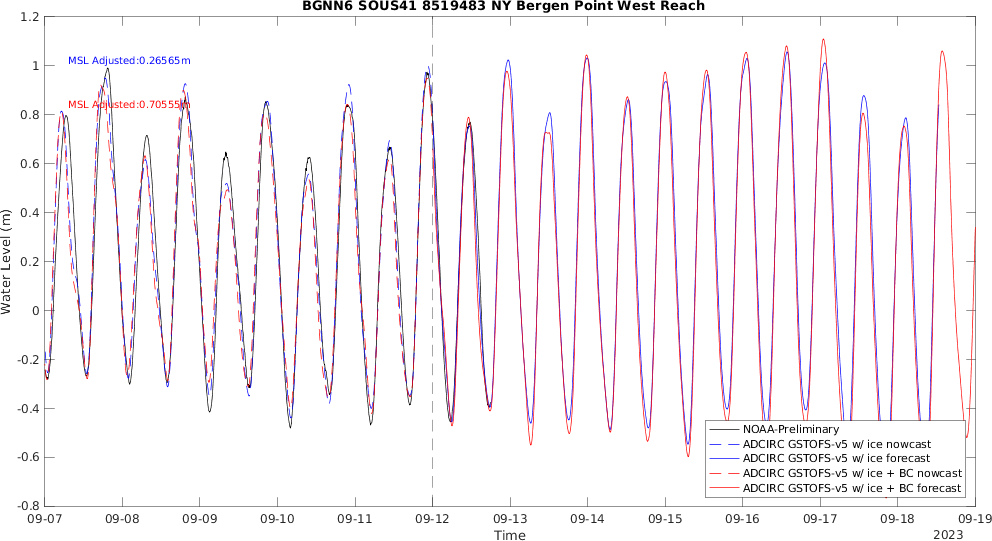 BGNN6 SOUS41 8519483 NY Bergen Point West Reach
1.2
1
0.8
0.6
0.4
0.2
0
-0.2
-0.4
-0.6
-0.8
Water Level (m)
MSL Adjusted:0.26565m
MSL Adjusted:0.70555m
NOAA-Preliminary
ADCIRC GSTOFS-v5 w/ ice nowcast
ADCIRC GSTOFS-v5 w/ ice forecast
ADCIRC GSTOFS-v5 w/ ice + BC nowcast
ADCIRC GSTOFS-v5 w/ ice + BC forecast
09-07 09-08 09-09 09-10 09-11 09-12 09-13 09-14 09-15 09-16 09-17 09-18 09-19
Time
2023